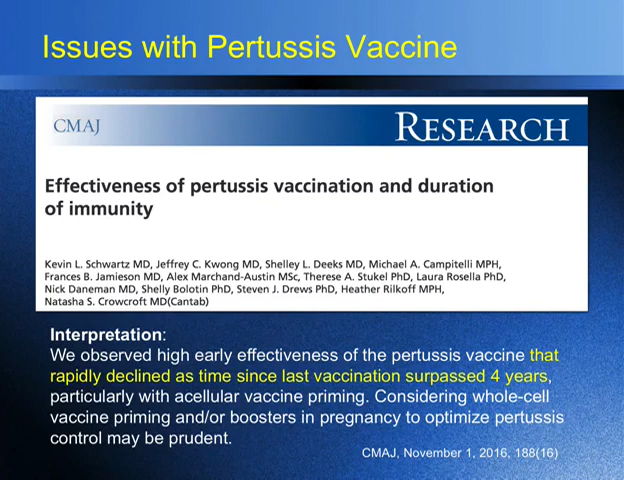 Issues with Pertussis Vaccine
CMAJ
RESEARCH
Effectiveness of pertussis vaccination and duration
of immunity
Kevin L. Schwartz MD, Jeffrey C. Kwong MD, Shelley L. Deeks MD, Michael A. Campitelli MPH,
Frances B. Jamieson MD, Alex Marchand-Austin MSc, Therese A. Stukel PhD, Laura Rosella PhD,
Nick Daneman MD, Shelly Bolotin PhD, Steven J. Drews PhD, Heather Rilkoff MPH,
Natasha S. Crowcroft MD(Cantab)
Interpretation:
We observed high early effectiveness of the pertussis vaccine that
rapidly declined as time since last vaccination surpassed 4 years,
particularly with acellular vaccine priming. Considering whole-cell
vaccine priming and/or boosters in pregnancy to optimize pertussis
control may be prudent.
CMAJ, November 1, 2016, 188(16)